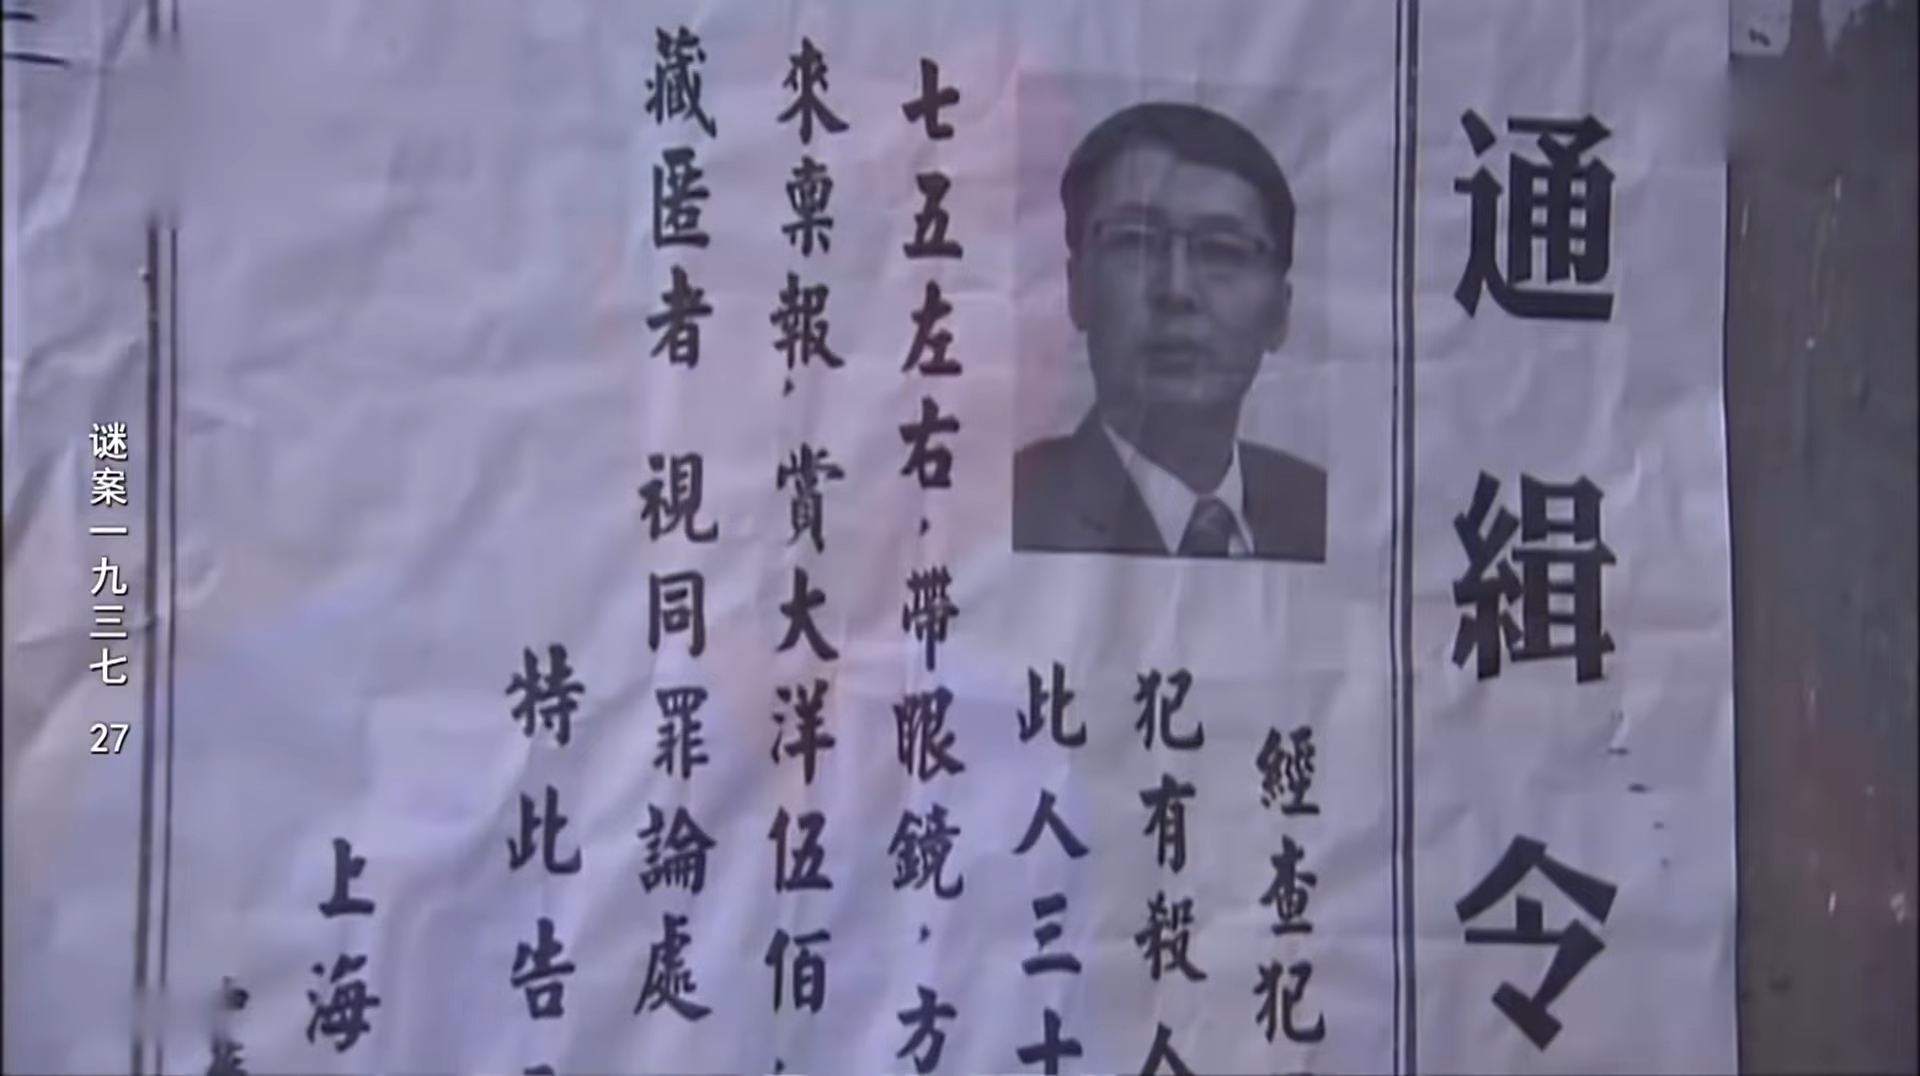 通緝令
經查犯
犯有殺人
此人三十
七五左右，帶眼鏡，方
來稟報，賞大洋伍佰，
藏匿者 視同罪論處
特此告
上海
谜案一九三七 27